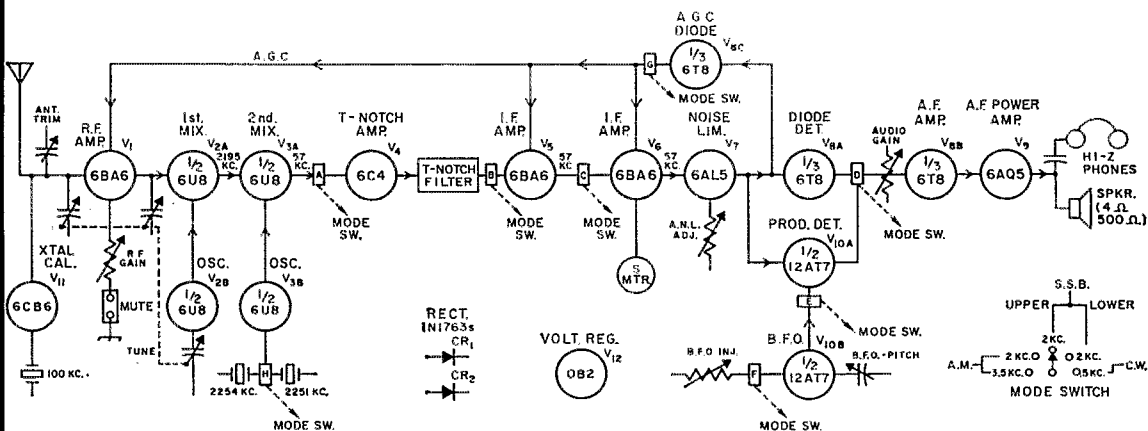 A G C
DIODE
V8C
1/3
6T8
A.G.C
G
MODE SW.
ANT.
TRIM
R.F.
AMP.
V1
6BA6
1st.
MIX.
V2A
1/2
6U8
2195
KC.
2nd.
MIX.
V3A
1/2
6U8
57
KC.
A
MODE
SW.
T-NOTCH
AMP.
V4
6C4
T-NOTCH
FILTER
B
MODE SW.
I.F.
AMP.
V5
6BA6
57
KC.
C
MODE SW.
I.F.
AMP.
V6
6BA6
57
KC.
S
MTR.
NOISE
LIM.
V7
6AL5
A.N.L.
ADJ.
DIODE
DET.
V8A
1/3
6T8
D
MODE SW.
AUDIO
GAIN
A.F.
AMP.
V8B
1/3
6T8
A.F. POWER
AMP.
V9
6AQ5
HI-Z
PHONES
SPKR.
(4 Ω
500 Ω)
PROD. DET.
V10A
1/2
12AT7
E
MODE SW.
XTAL
CAL.
V11
6CB6
100 KC.
R.F.
GAIN
MUTE
OSC.
V2B
1/2
6U8
TUNE
OSC.
V3B
1/2
6U8
2254 KC.
H
2251 KC.
MODE SW.
RECT.
1N1763s
CR1
CR2
VOLT. REG.
V12
OB2
B.F.O.
V10B
1/2
12AT7
B.F.O INJ.
F
MODE SW.
B.F.O.-PITCH
S.S.B.
UPPER
LOWER
2 KC.
2 KC.
2 KC.
A.M.
3.5KC.
0.5KC.
C.W.
MODE SWITCH